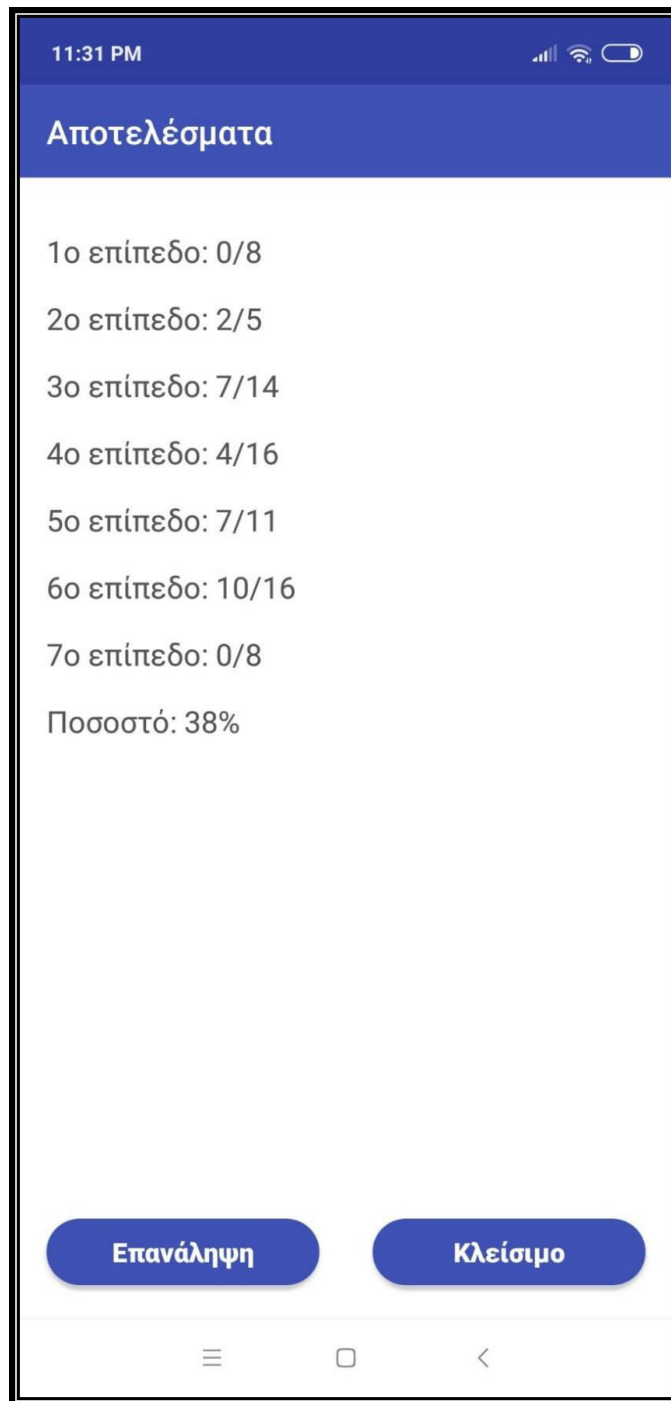 11:31 PM
Αποτελέσματα
1ο επίπεδο: 0/8
2ο επίπεδο: 2/5
3ο επίπεδο: 7/14
4ο επίπεδο: 4/16
5ο επίπεδο: 7/11
6ο επίπεδο: 10/16
7ο επίπεδο: 0/8
Ποσοστό: 38%
Επανάληψη Κλείσιμο